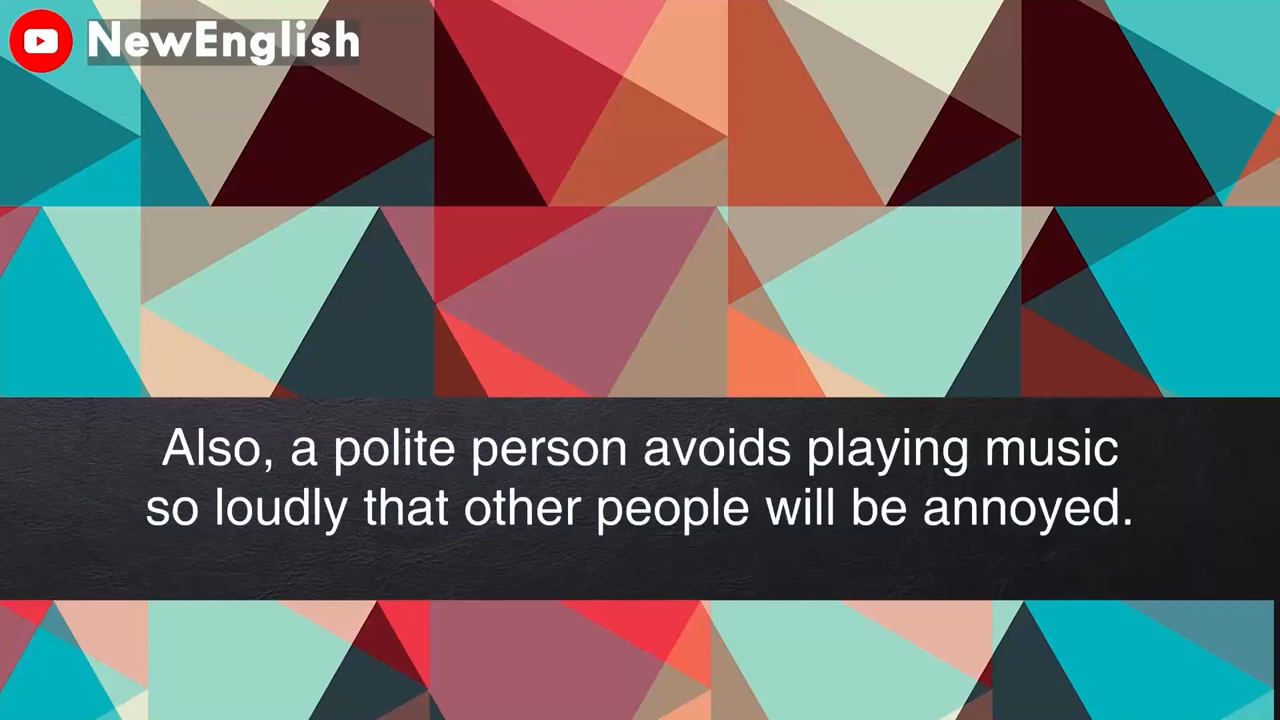 NewEnglish
Also, a polite person avoids playing music
so loudly that other people will be annoyed.